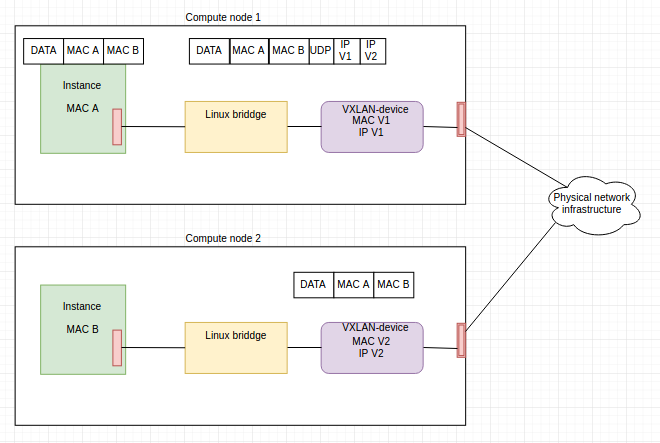 Compute node 1
DATA MAC A MAC B
DATA MAC A MAC B UDP IP V1 IP V2
Instance
MAC A
Linux briddge
VXLAN-device
MAC V1
IP V1
Physical network
infrastructure
Compute node 2
DATA MAC A MAC B
Instance
MAC B
Linux briddge
VXLAN-device
MAC V2
IP V2